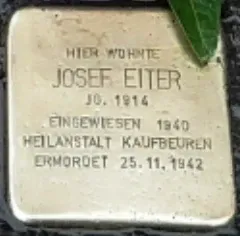 HIER WOHNTE
JOSEF EITER
JG. 1914
EINGEWIESEN 1940
HEILANSTALT KAUFBEUREN
ERMORDET 25.11.1942